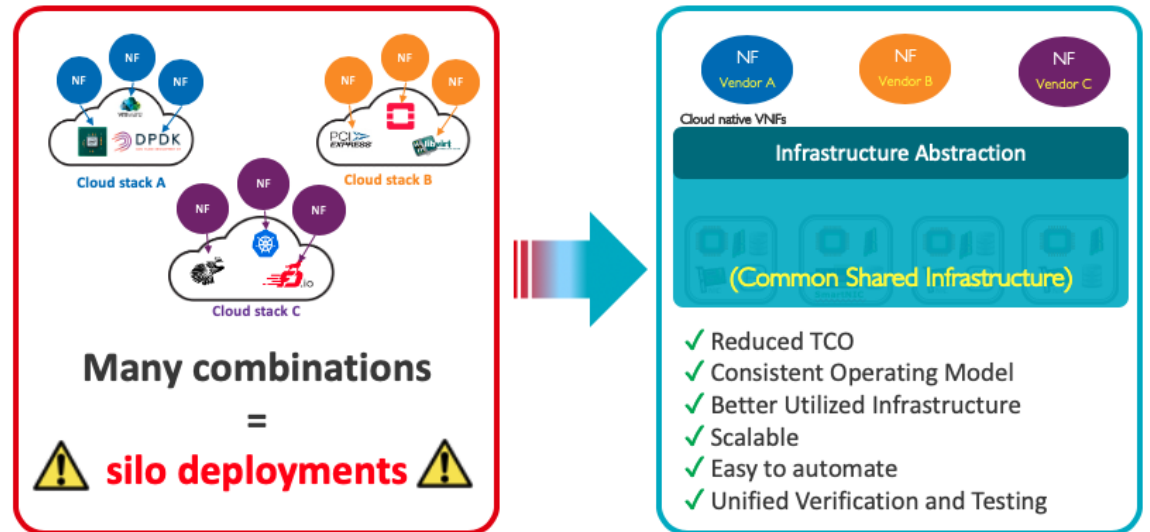 NF
NF
NF
vmware
DPDK
Cloud stack A
NF
NF
NF
PCI
EXPRESS
libvirt
Cloud stack B
NF
NF
NF
.io
Cloud stack C
Many combinations
=
silo deployments
NF
Vendor A
NF
Vendor B
NF
Vendor C
Cloud native VNFs
Infrastructure Abstraction
(Common Shared Infrastructure)
✓ Reduced TCO
✓ Consistent Operating Model
✓ Better Utilized Infrastructure
✓ Scalable
✓ Easy to automate
✓ Unified Verification and Testing